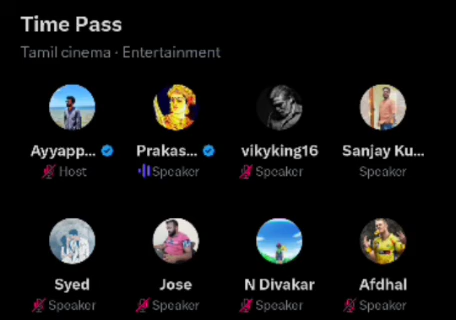 Time Pass
Tamil cinema · Entertainment
Ayyapp... Prakas... vikyking16 Sanjay Ku...
Host Speaker Speaker Speaker
Syed Jose N Divakar Afdhal
Speaker Speaker Speaker Speaker